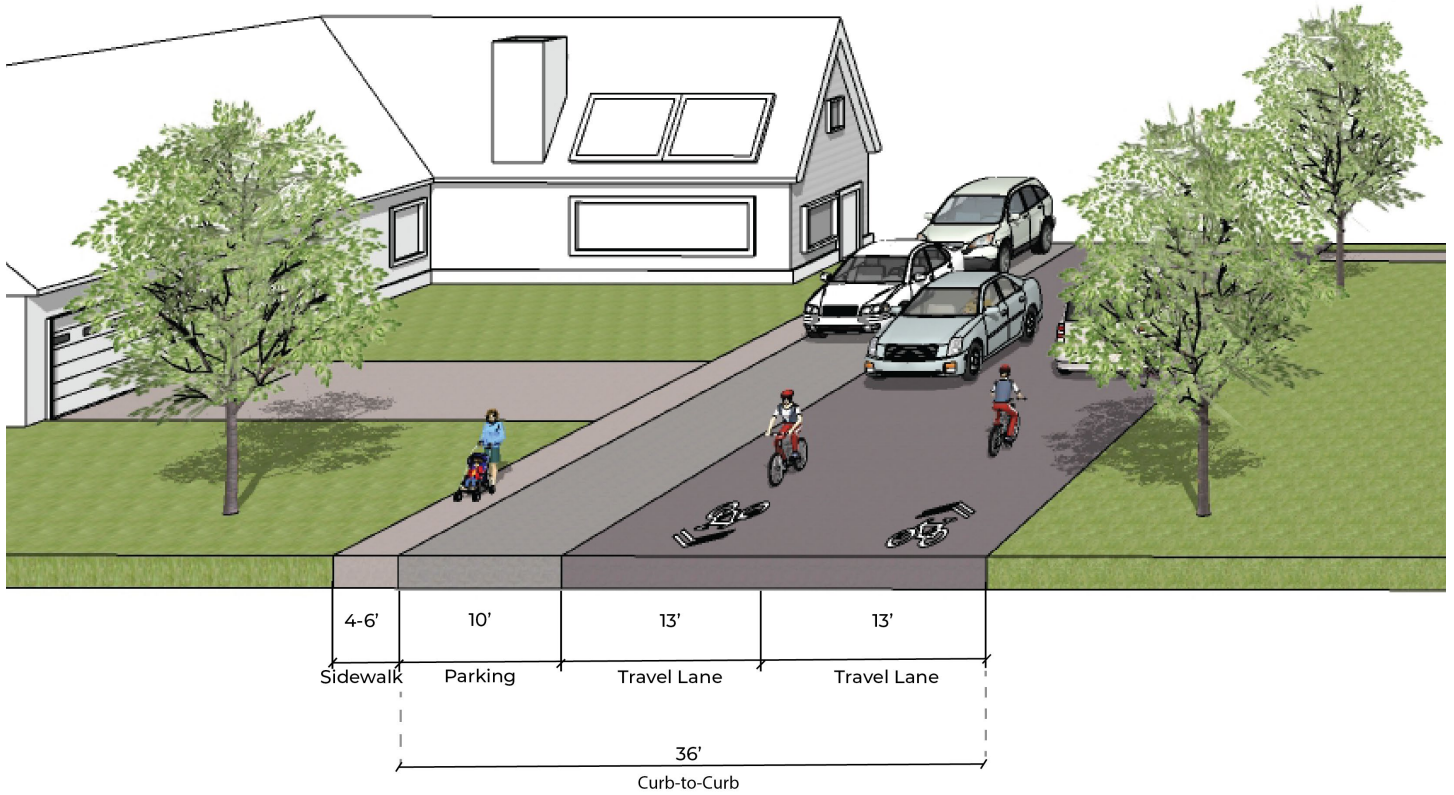 4-6’
10’
13’
13’
Sidewalk
Parking
Travel Lane
Travel Lane
36’
Curb-to-Curb